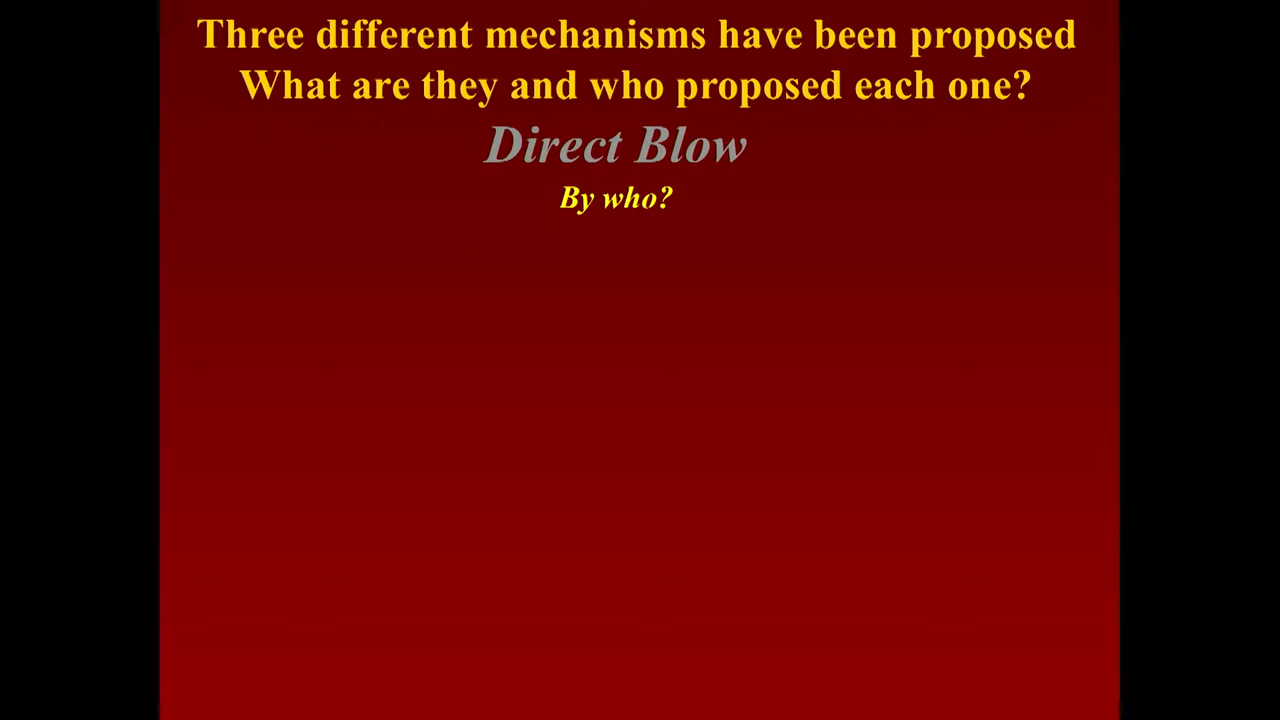 Three different mechanisms have been proposed
What are they and who proposed each one?
Direct Blow
By who?